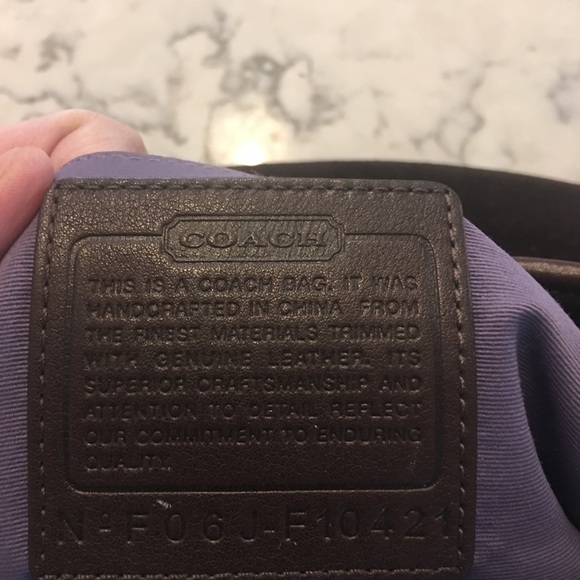 COACH
THIS IS A COACH BAG. IT WAS
HANDCRAFTED IN CHINA FROM
THE FINEST MATERIALS TRIMMED
WITH GENUINE LEATHER. ITS
SUPERIOR CRAFTSMANSHIP AND
ATTENTION TO DETAIL REFLECT
OUR COMMITMENT TO ENDURING
QUALITY.
Nº F06J-F10421